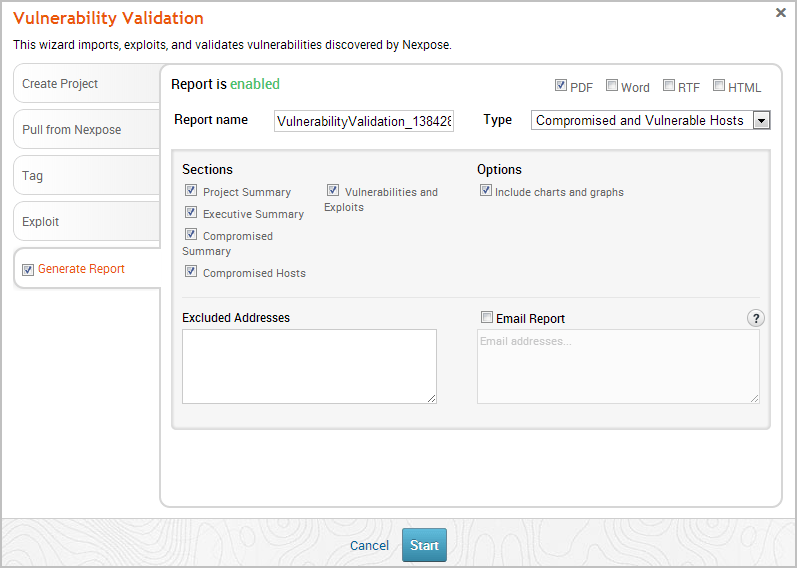 Vulnerability Validation
This wizard imports, exploits, and validates vulnerabilities discovered by Nexpose.
Create Project
Pull from Nexpose
Tag
Exploit
Generate Report
Report is enabled
PDF Word RTF HTML
Report name VulnerabilityValidation_138428 Type Compromised and Vulnerable Hosts
Sections
Project Summary
Executive Summary
Compromised
Summary
Compromised Hosts
Vulnerabilities and
Exploits
Options
Include charts and graphs
Excluded Addresses
Email Report ?
Email addresses...
Cancel Start